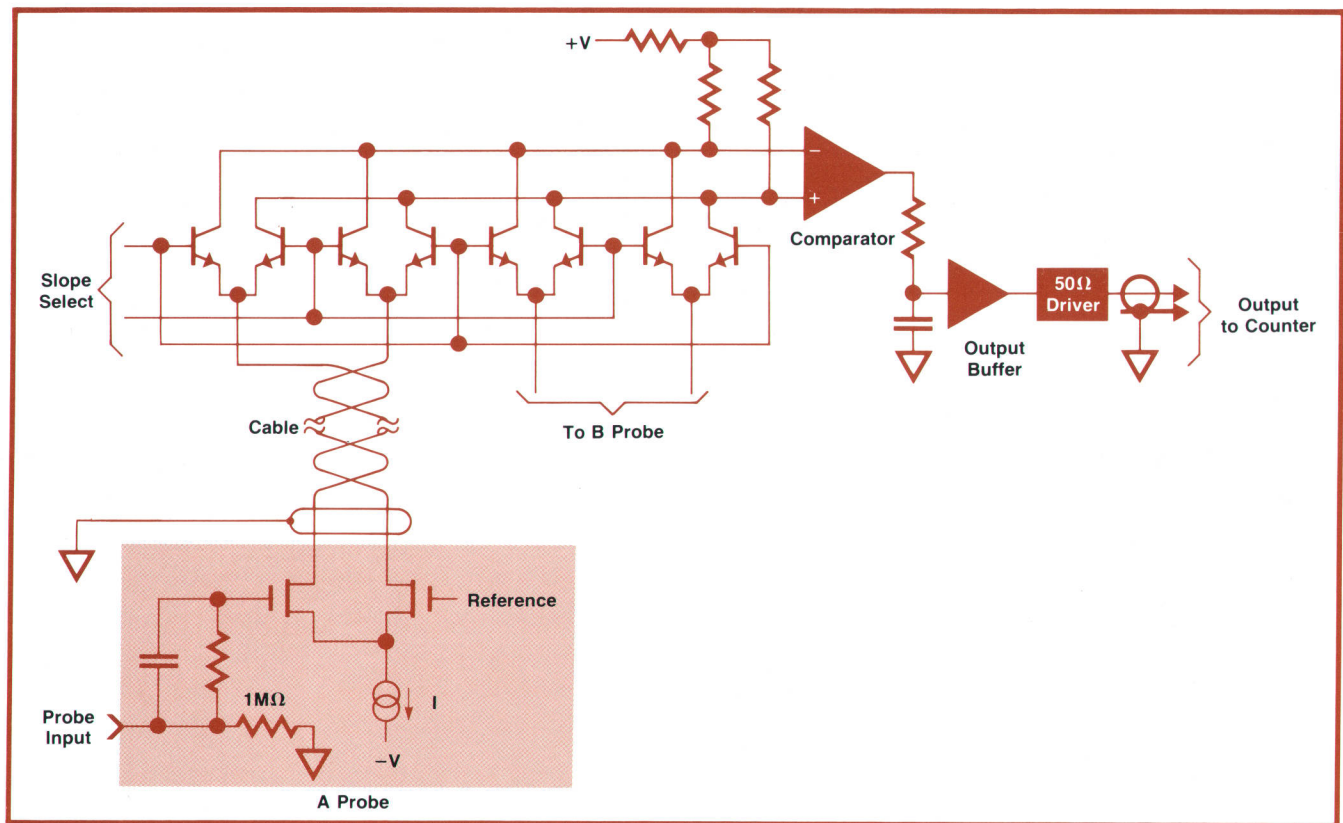 +V
−
+
Comparator
Slope
Select
50Ω
Driver
Output
to Counter
Output
Buffer
Cable
To B Probe
Reference
1MΩ
I
Probe
Input
−V
A Probe